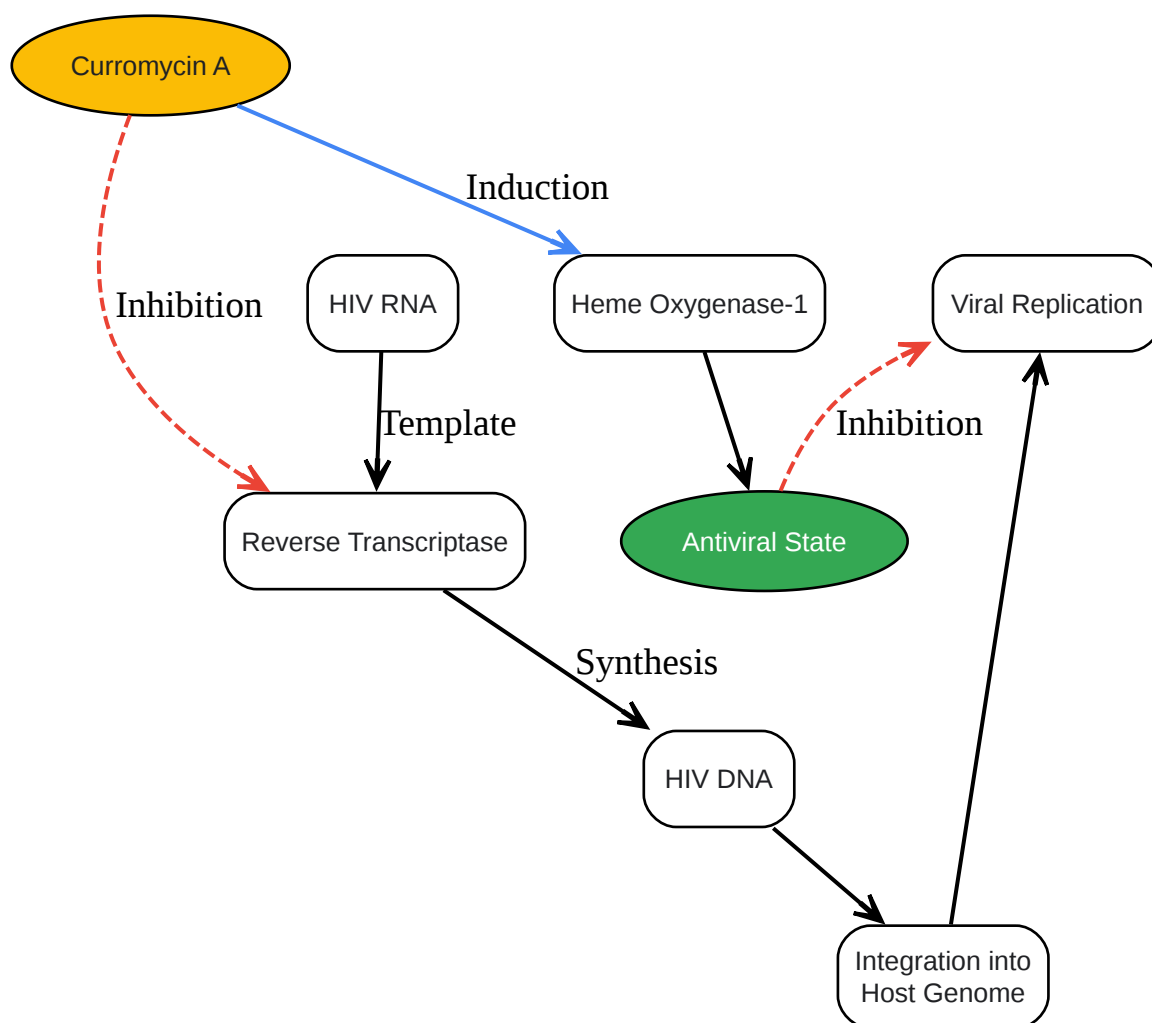 Curromycin A
Induction
Inhibition
HIV RNA
Heme Oxygenase-1
Viral Replication
Template
Inhibition
Reverse Transcriptase
Antiviral State
Synthesis
HIV DNA
Integration into
Host Genome